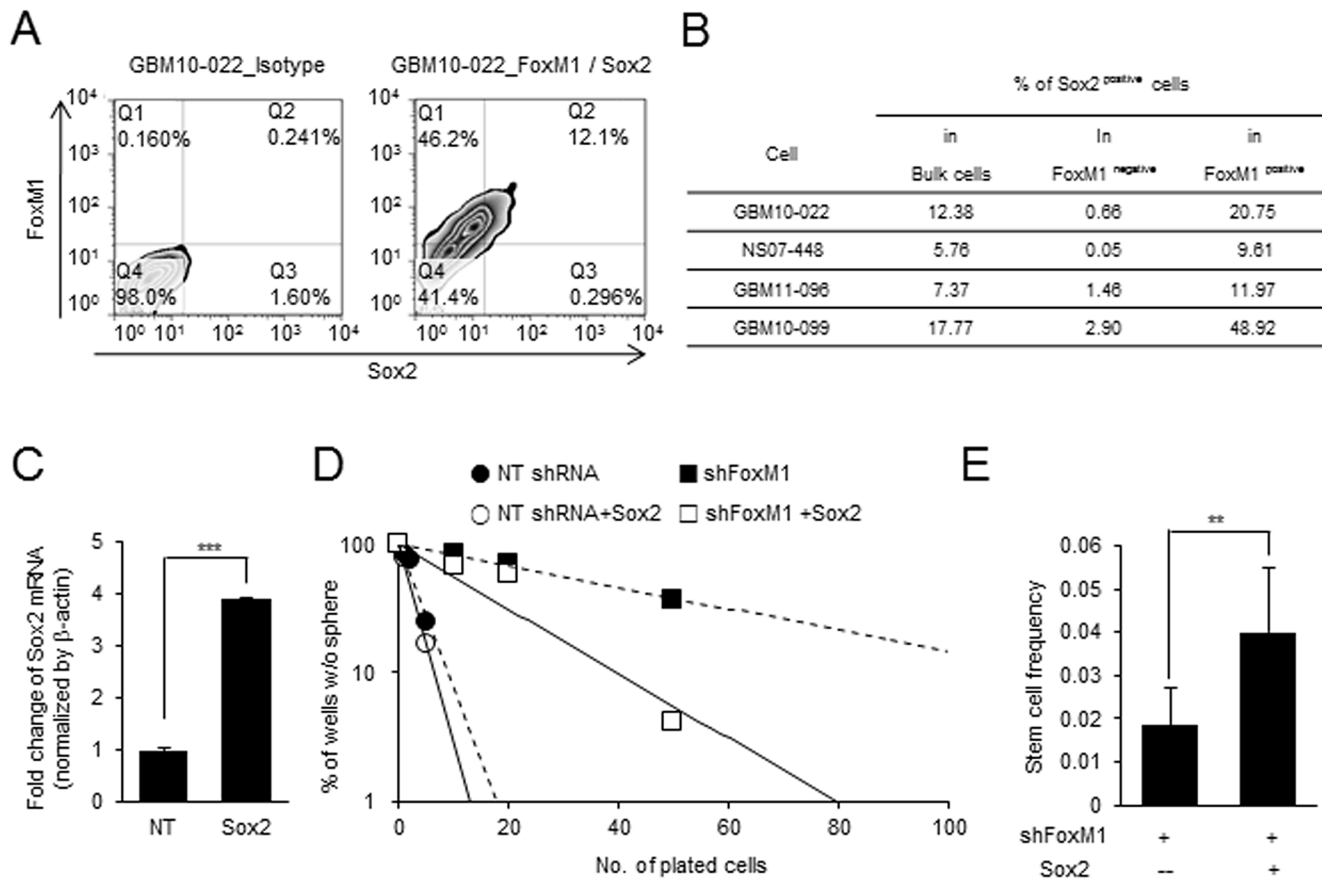 A
GBM10-022_Isotype
GBM10-022_FoxM1 / Sox2
FoxM1
10⁴
10³
10²
10¹
10⁰
Q1
0.160%
Q2
0.241%
Q4
98.0%
Q3
1.60%
10⁰ 10¹ 10² 10³ 10⁴
10⁴
10³
10²
10¹
10⁰
Q1
46.2%
Q2
12.1%
Q4
41.4%
Q3
0.296%
10⁰ 10¹ 10² 10³ 10⁴
Sox2
B
% of Sox2 positive cells
Cell
in
Bulk cells
In
FoxM1 negative
in
FoxM1 positive
GBM10-022 12.38 0.66 20.75
NS07-448 5.76 0.05 9.61
GBM11-096 7.37 1.46 11.97
GBM10-099 17.77 2.90 48.92
C
Fold change of Sox2 mRNA
(normalized by β-actin)
5
4
3
2
1
0
***
NT Sox2
D
NT shRNA
shFoxM1
NT shRNA+Sox2
shFoxM1 +Sox2
% of wells w/o sphere
100
10
1
0 20 40 60 80 100
No. of plated cells
E
**
Stem cell frequency
0.06
0.05
0.04
0.03
0.02
0.01
0
shFoxM1 + +
Sox2 -- +